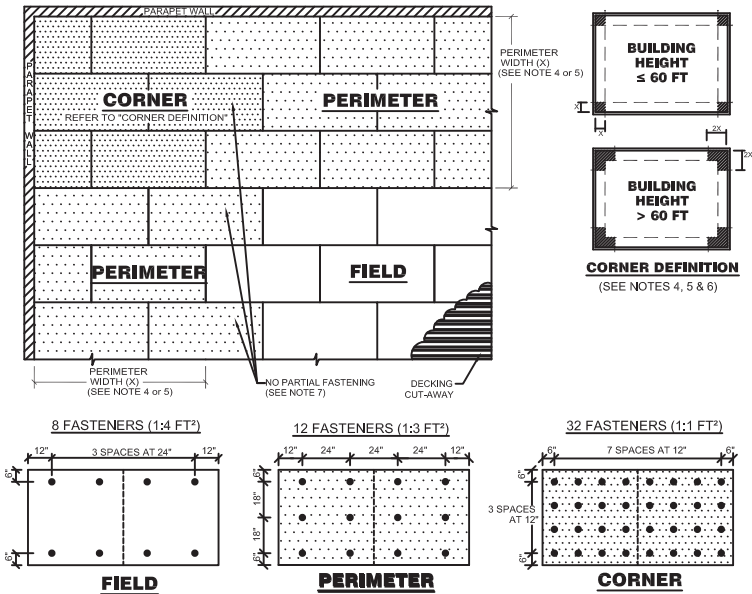 PARAPET WALL
PARAPET WALL
CORNER
REFER TO "CORNER DEFINITION"
PERIMETER
PERIMETER
WIDTH (X)
(SEE NOTE 4 or 5)
PERIMETER
FIELD
PERIMETER
WIDTH (X)
(SEE NOTE 4 or 5)
NO PARTIAL FASTENING
(SEE NOTE 7)
DECKING
CUT-AWAY
BUILDING
HEIGHT
≤ 60 FT
X
X
2X
2X
BUILDING
HEIGHT
> 60 FT
CORNER DEFINITION
(SEE NOTES 4, 5 & 6)
8 FASTENERS (1:4 FT²)
12"
3 SPACES AT 24"
12"
6"
6"
FIELD
12 FASTENERS (1:3 FT²)
12"
24"
24"
24"
12"
6"
18"
18"
6"
PERIMETER
32 FASTENERS (1:1 FT²)
6"
7 SPACES AT 12"
6"
6"
3 SPACES
AT 12"
6"
CORNER